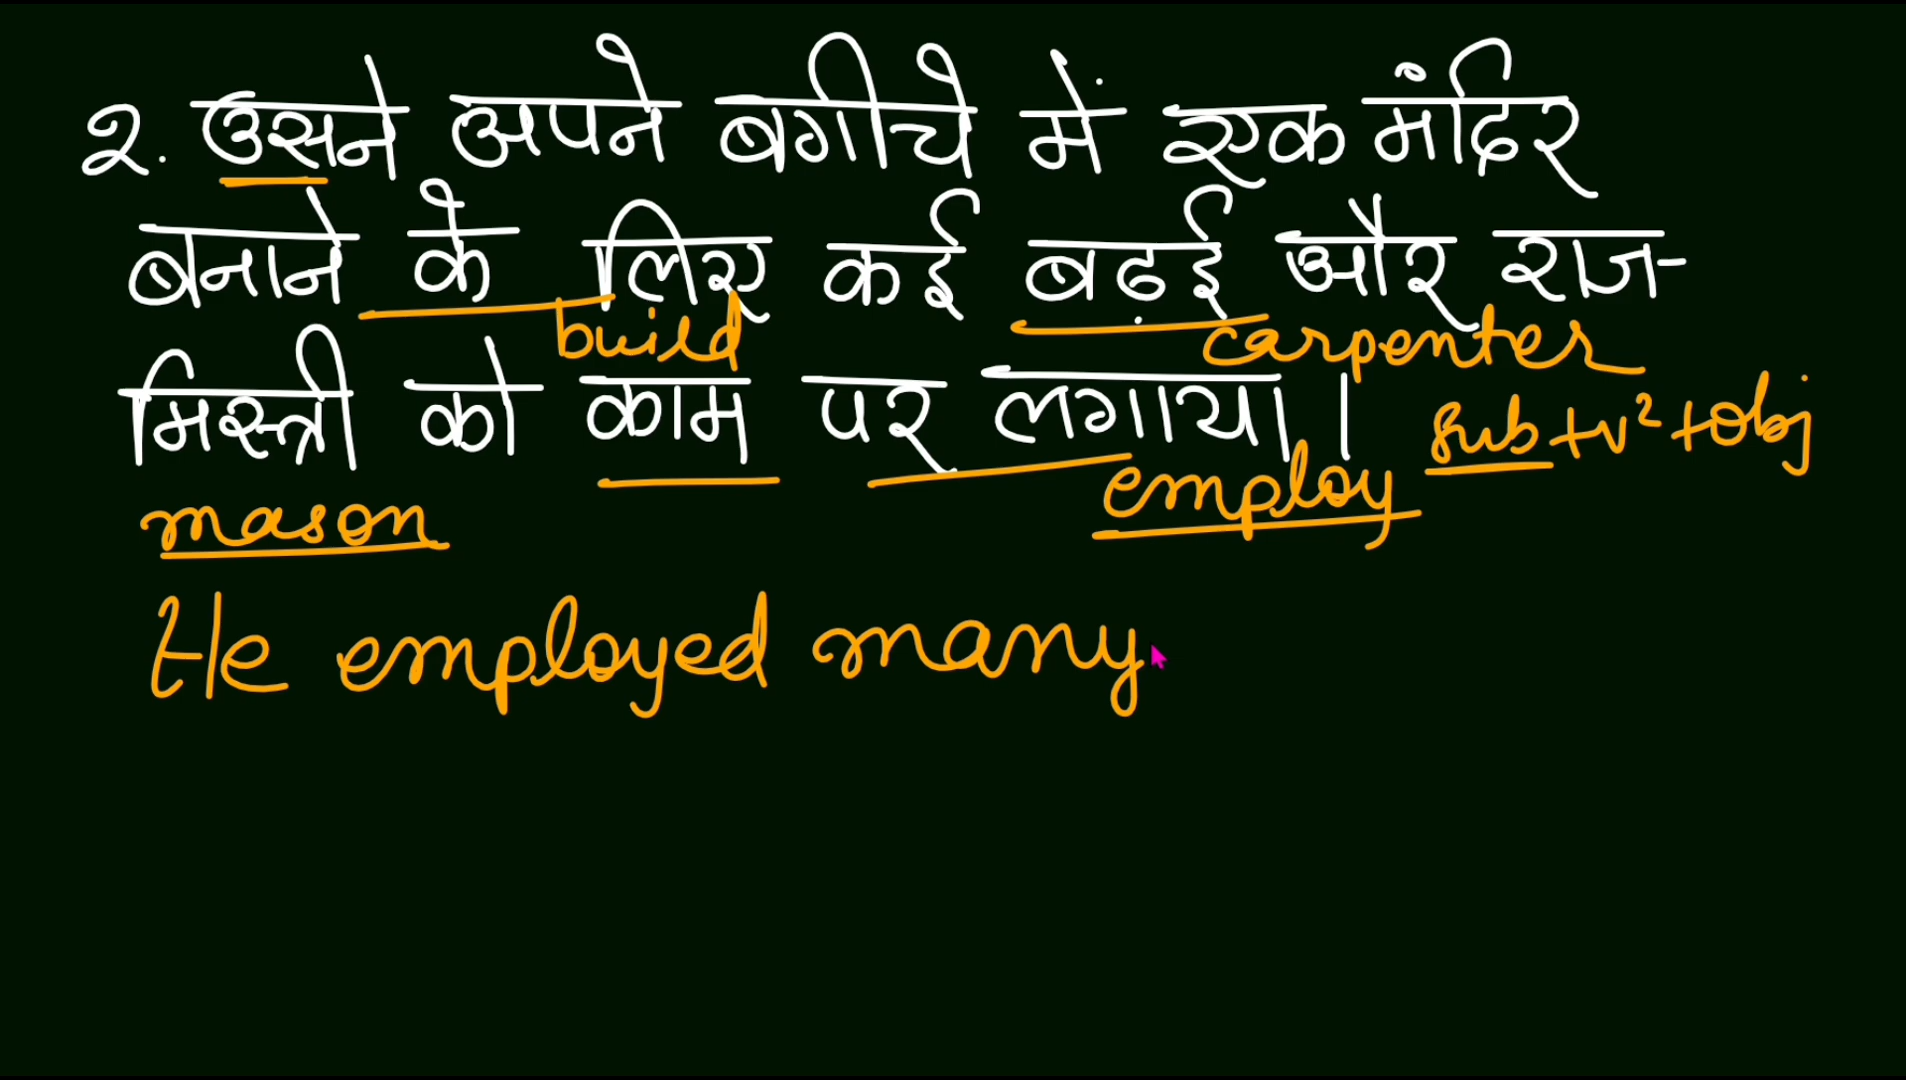 २. उसने अपने बगीचे में एक मंदिर
बनाने के लिए कई बढ़ई और राज-
build carpenter
मिस्त्री को काम पर लगाया। sub+v²+obj
mason employ
He employed many